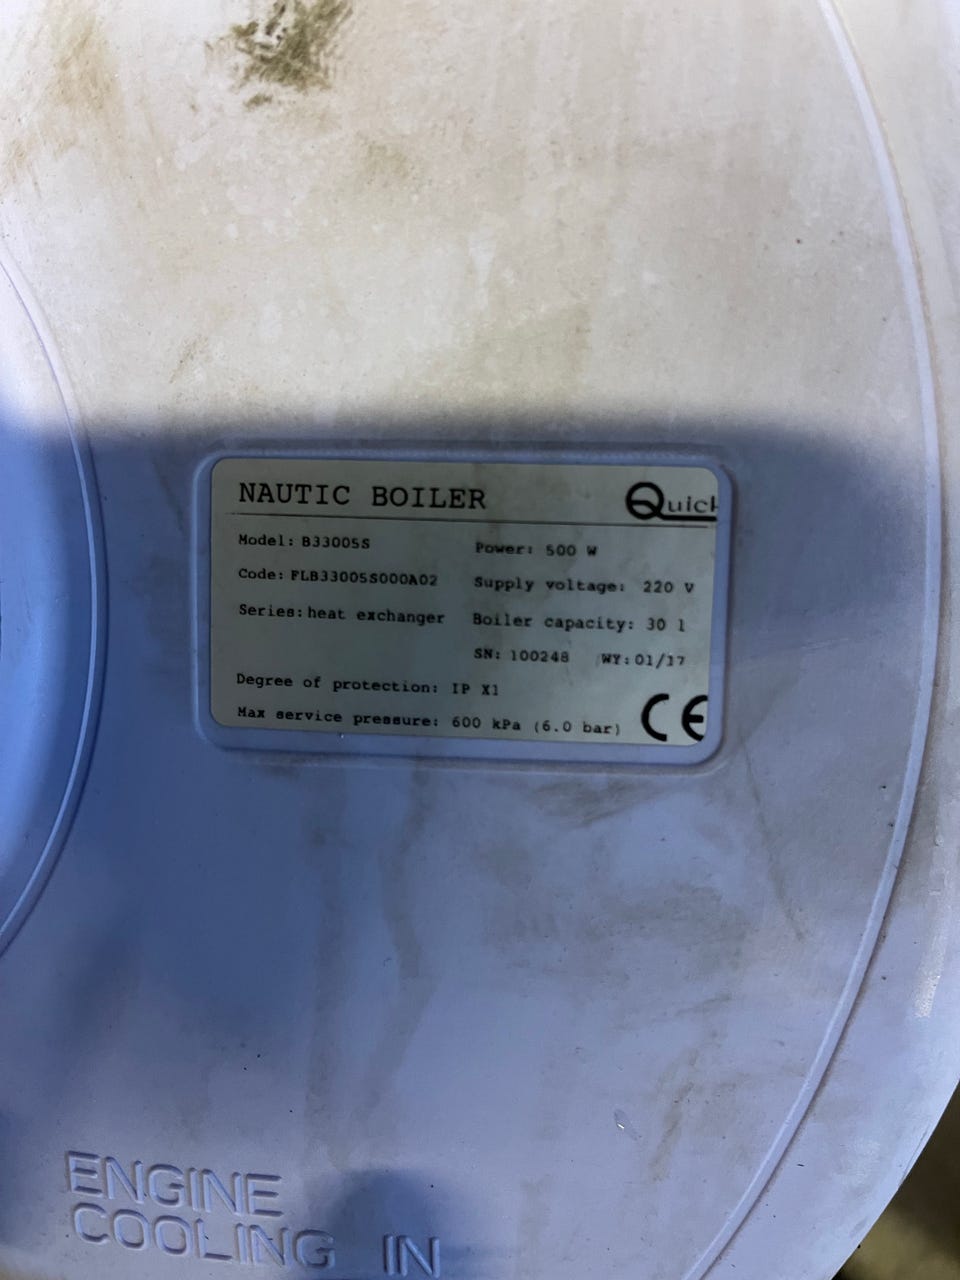 NAUTIC BOILER
Quick
Model: B33005S
Power: 500 W
Code: FLB33005S000A02
Supply voltage: 220 V
Series: heat exchanger
Boiler capacity: 30 l
SN: 100248 WY: 01/17
Degree of protection: IP X1
Max service pressure: 600 kPa (6.0 bar)
CE
ENGINE
COOLING IN